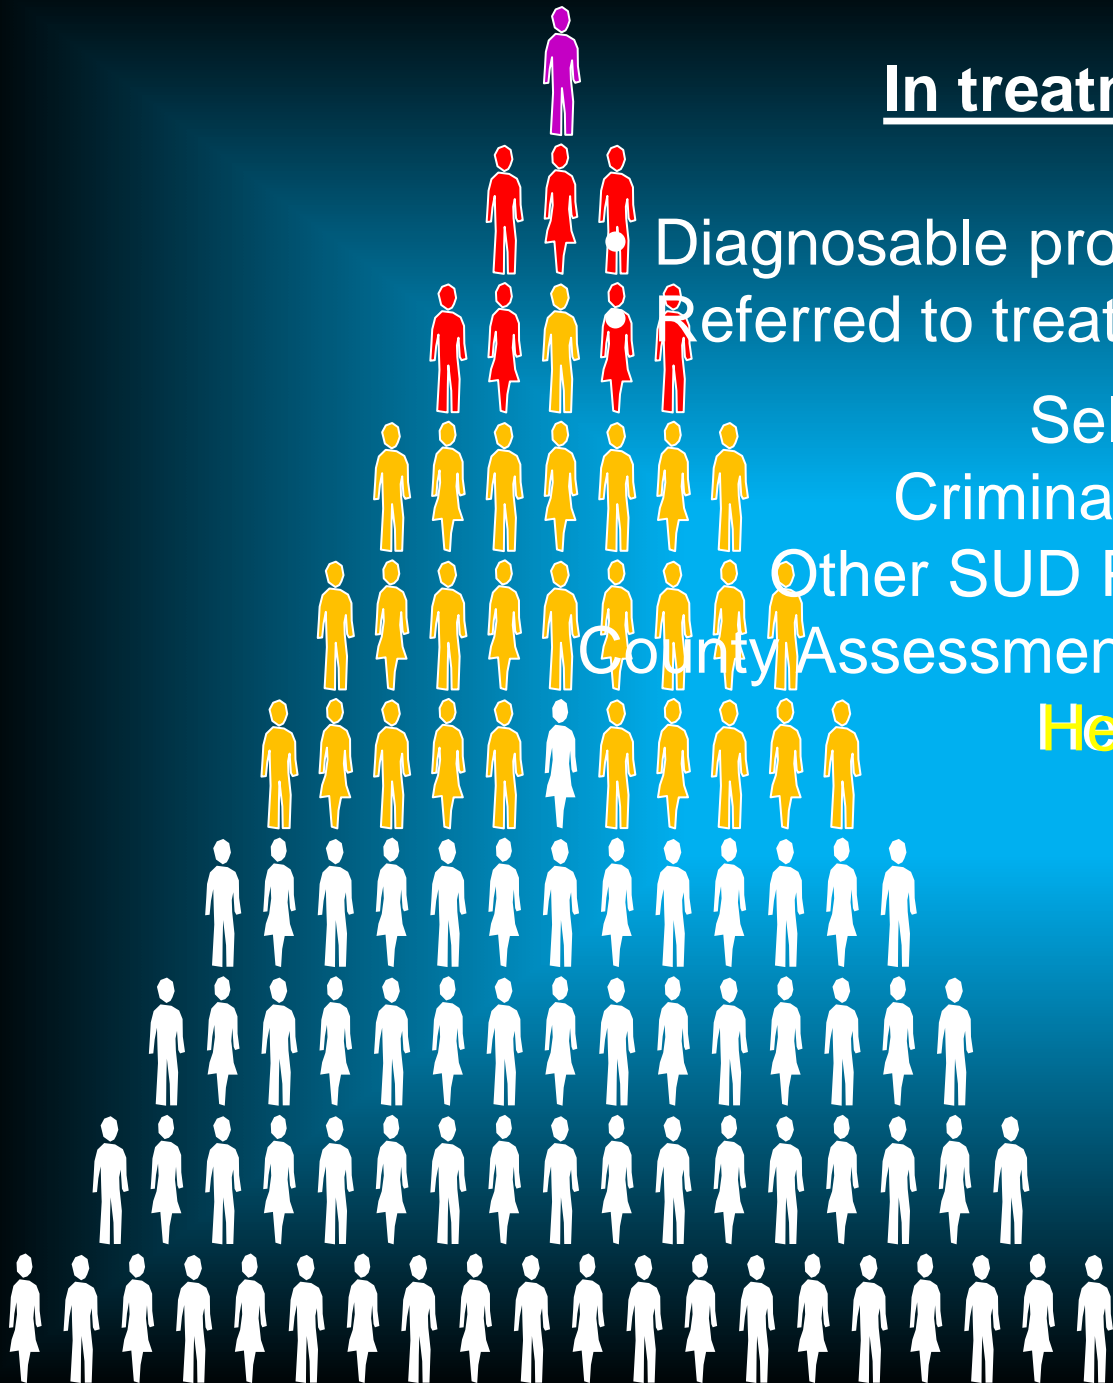 In treatr
• Diagnosable pro
• Referred to treat
Sel
Crimina
Other SUD P
County Assessmen
He